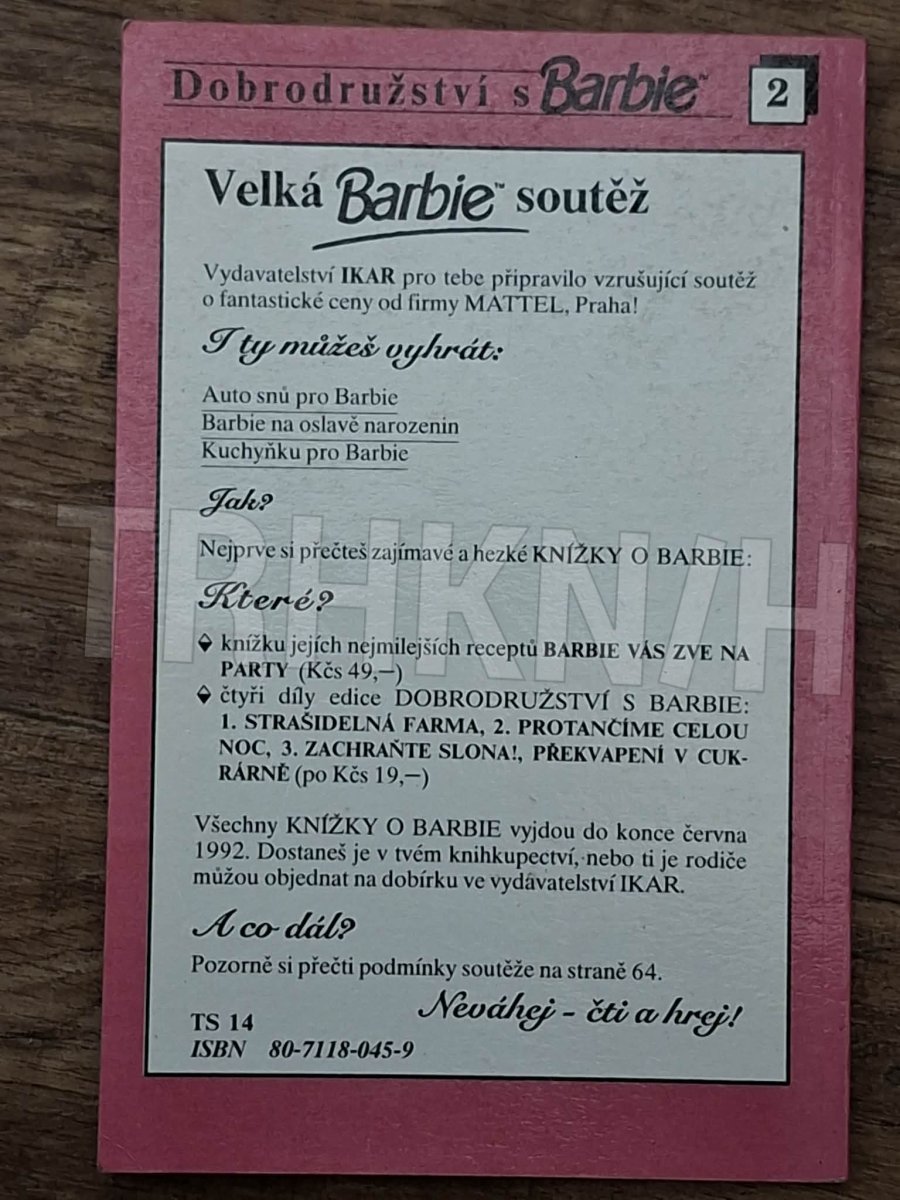 Dobrodružství s Barbie™ 2
Velká Barbie™ soutěž
Vydavatelství IKAR pro tebe připravilo vzrušující soutěž
o fantastické ceny od firmy MATTEL, Praha!
I ty můžeš vyhrát:
Auto snů pro Barbie
Barbie na oslavě narozenin
Kuchyňku pro Barbie
Jak?
Nejprve si přečteš zajímavé a hezké KNÍŽKY O BARBIE:
TRHKNIH
Které?
knížku jejích nejmilejších receptů BARBIE VÁS ZVE NA
PARTY (Kčs 49,—)
čtyři díly edice DOBRODRUŽSTVÍ S BARBIE:
1. STRAŠIDELNÁ FARMA, 2. PROTANČÍME CELOU
NOC, 3. ZACHRAŇTE SLONA!, PŘEKVAPENÍ V CUK-
RÁRNĚ (po Kčs 19,—)
Všechny KNÍŽKY O BARBIE vyjdou do konce června
1992. Dostaneš je v tvém knihkupectví, nebo ti je rodiče
můžou objednat na dobírku ve vydavatelství IKAR.
A co dál?
Pozorně si přečti podmínky soutěže na straně 64.
Neváhej – čti a hrej!
TS 14
ISBN 80-7118-045-9